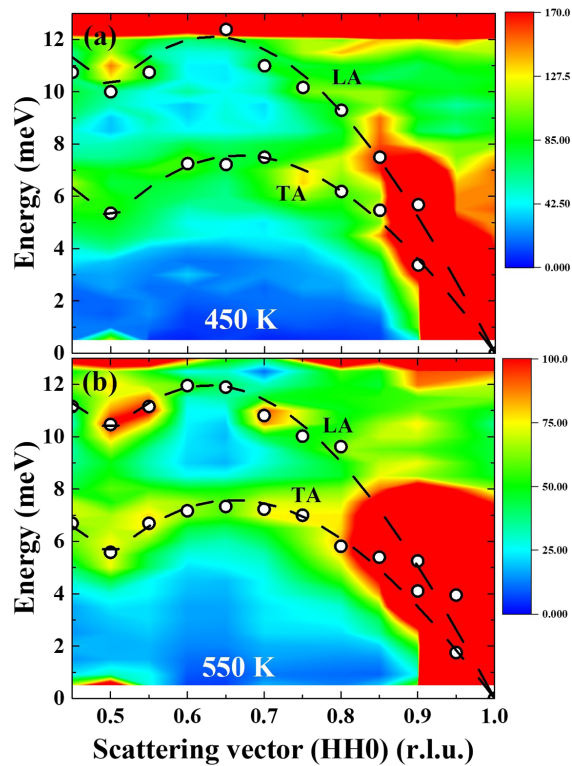 (a)
12
10
8
6
4
2
0
Energy (meV)
LA
TA
450 K
170.0
127.5
85.00
42.50
0.000
(b)
12
10
8
6
4
2
0
Energy (meV)
LA
TA
550 K
100.0
75.00
50.00
25.00
0.000
0.5 0.6 0.7 0.8 0.9 1.0
Scattering vector (HH0) (r.l.u.)